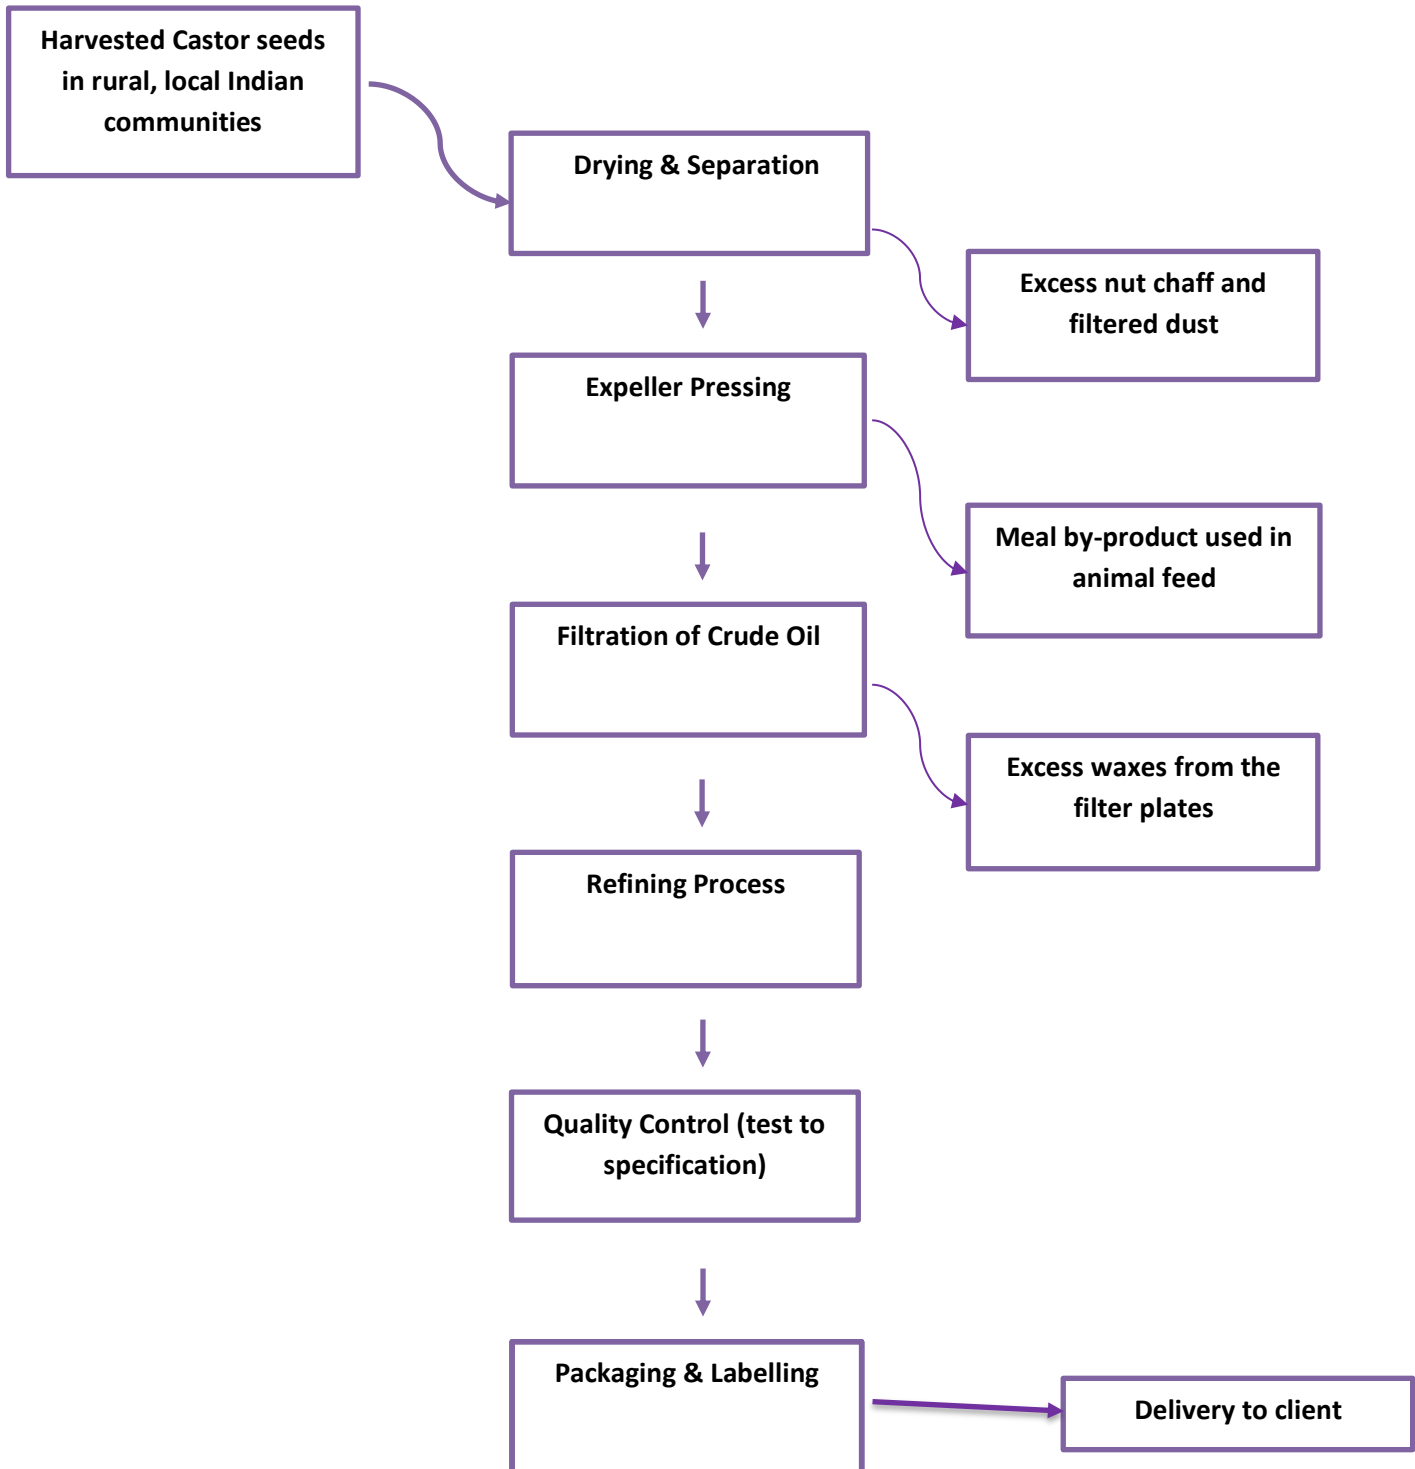 Harvested Castor seeds
in rural, local Indian
communities
Drying & Separation
Excess nut chaff and
filtered dust
Expeller Pressing
Meal by-product used in
animal feed
Filtration of Crude Oil
Excess waxes from the
filter plates
Refining Process
Quality Control (test to
specification)
Packaging & Labelling
Delivery to client